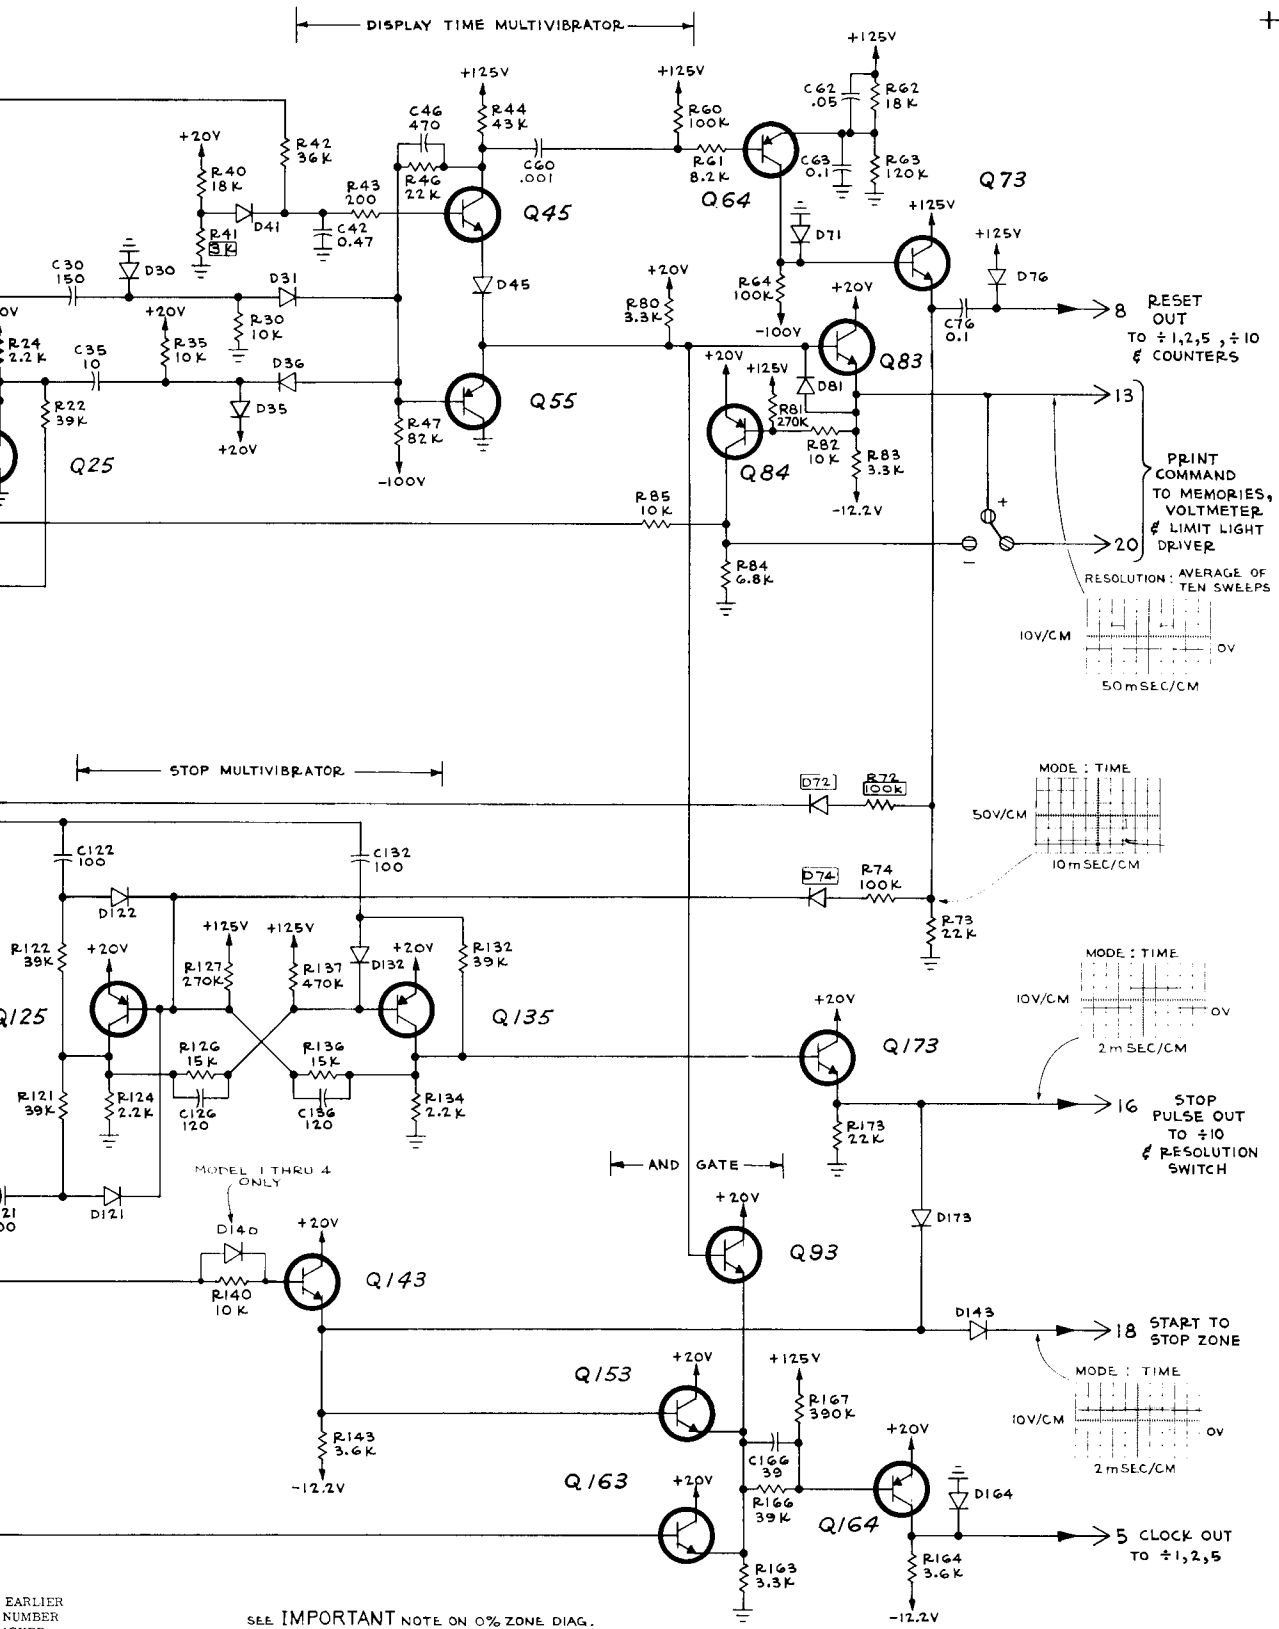 DISPLAY TIME MULTIVIBRATOR
+
+125V
+125V
+125V
C46
470
R44
43K
R60
100K
C62
.05
R62
18K
+20V
R42
36K
R40
18K
R43
200
R46
22K
C60
.001
R61
8.2K
C63
0.1
R63
120K
Q64
Q73
Q45
R41
3K
D41
C42
0.47
D71
+125V
+125V
C30
150
D30
D31
D45
+20V
R80
3.3K
R64
100K
-100V
+20V
D76
C76
0.1
8
RESET
OUT
TO ÷1,2,5 , ÷10
& COUNTERS
0V
R24
2.2K
+20V
C35
10
R35
10K
R30
10K
D36
+20V
+125V
D81
Q83
R22
39K
D35
+20V
R47
82K
-100V
Q55
R81
270K
R82
10K
R83
3.3K
-12.2V
13
Q25
Q84
R85
10K
PRINT
COMMAND
TO MEMORIES,
VOLTMETER
& LIMIT LIGHT
DRIVER
+
-
20
R84
6.8K
RESOLUTION : AVERAGE OF
TEN SWEEPS
10V/CM
0V
50mSEC/CM
STOP MULTIVIBRATOR
D72
R72
100K
MODE : TIME
50V/CM
10mSEC/CM
C122
100
C132
100
D74
R74
100K
D122
R73
22K
+125V
+125V
R122
39K
+20V
R127
270K
R137
470K
D132
+20V
R132
39K
MODE : TIME
10V/CM
0V
2mSEC/CM
Q125
Q135
+20V
Q173
R126
15K
R136
15K
R121
39K
R124
2.2K
C126
120
C136
120
R134
2.2K
R173
22K
16
STOP
PULSE OUT
TO ÷10
& RESOLUTION
SWITCH
AND GATE
MODEL 1 THRU 4
ONLY
21
00
D121
D140
+20V
+20V
D173
Q143
Q93
R140
10K
D143
18
START TO
STOP ZONE
Q153
+20V
+125V
MODE : TIME
R167
390K
10V/CM
0V
2mSEC/CM
R143
3.6K
-12.2V
C166
39
+20V
Q163
+20V
R166
39K
Q164
D164
5
CLOCK OUT
TO ÷1,2,5
R163
3.3K
R164
3.6K
-12.2V
EARLIER
NUMBER
SEE IMPORTANT NOTE ON 0% ZONE DIAG.